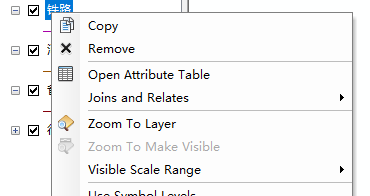 铁路
Copy
Remove
Open Attribute Table
Joins and Relates
Zoom To Layer
Zoom To Make Visible
Visible Scale Range
Use Symbol Levels